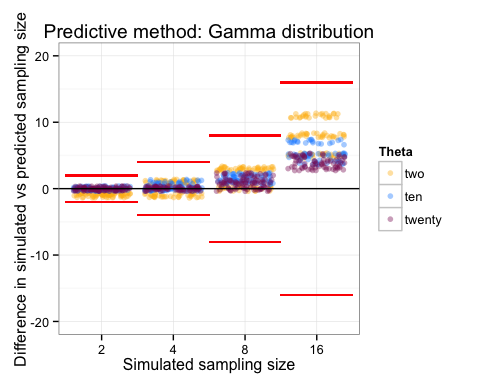 Predictive method: Gamma distribution
Difference in simulated vs predicted sampling size
20
10
0
-10
-20
2 4 8 16
Simulated sampling size
Theta
two
ten
twenty